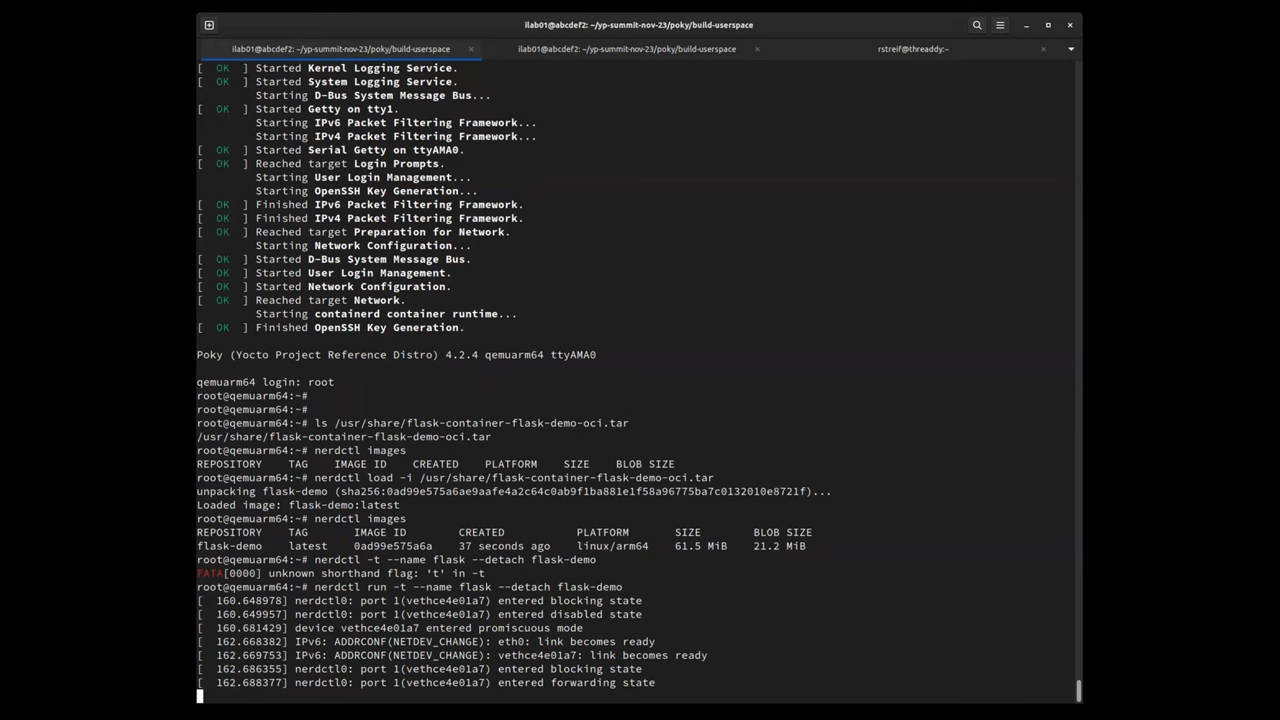 ilab01@abcdef2: ~/yp-summit-nov-23/poky/build-userspace
ilab01@abcdef2: ~/yp-summit-nov-23/poky/build-userspace ilab01@abcdef2: ~/yp-summit-nov-23/poky/build-userspace rstreif@threaddy:~
[  OK  ] Started Kernel Logging Service.
[  OK  ] Started System Logging Service.
Starting D-Bus System Message Bus...
[  OK  ] Started Getty on tty1.
Starting IPv6 Packet Filtering Framework...
Starting IPv4 Packet Filtering Framework...
[  OK  ] Started Serial Getty on ttyAMA0.
[  OK  ] Reached target Login Prompts.
Starting User Login Management...
Starting OpenSSH Key Generation...
[  OK  ] Finished IPv6 Packet Filtering Framework.
[  OK  ] Finished IPv4 Packet Filtering Framework.
[  OK  ] Reached target Preparation for Network.
Starting Network Configuration...
[  OK  ] Started D-Bus System Message Bus.
[  OK  ] Started User Login Management.
[  OK  ] Started Network Configuration.
[  OK  ] Reached target Network.
Starting containerd container runtime...
[  OK  ] Finished OpenSSH Key Generation.
Poky (Yocto Project Reference Distro) 4.2.4 qemuarm64 ttyAMA0
qemuarm64 login: root
root@qemuarm64:~#
root@qemuarm64:~#
root@qemuarm64:~# ls /usr/share/flask-container-flask-demo-oci.tar
/usr/share/flask-container-flask-demo-oci.tar
root@qemuarm64:~# nerdctl images
REPOSITORY TAG IMAGE ID CREATED PLATFORM SIZE BLOB SIZE
root@qemuarm64:~# nerdctl load -i /usr/share/flask-container-flask-demo-oci.tar
unpacking flask-demo (sha256:0ad99e575a6ae9aafe4a2c64c0ab9f1ba881e1f58a96775ba7c0132010e8721f)...
Loaded image: flask-demo:latest
root@qemuarm64:~# nerdctl images
REPOSITORY TAG IMAGE ID CREATED PLATFORM SIZE BLOB SIZE
flask-demo latest 0ad99e575a6a 37 seconds ago linux/arm64 61.5 MiB 21.2 MiB
root@qemuarm64:~# nerdctl -t --name flask --detach flask-demo
FATA[0000] unknown shorthand flag: 't' in -t
root@qemuarm64:~# nerdctl run -t --name flask --detach flask-demo
[  160.648978] nerdctl0: port 1(vethce4e01a7) entered blocking state
[  160.649957] nerdctl0: port 1(vethce4e01a7) entered disabled state
[  160.681429] device vethce4e01a7 entered promiscuous mode
[  162.668382] IPv6: ADDRCONF(NETDEV_CHANGE): eth0: link becomes ready
[  162.669753] IPv6: ADDRCONF(NETDEV_CHANGE): vethce4e01a7: link becomes ready
[  162.686355] nerdctl0: port 1(vethce4e01a7) entered blocking state
[  162.688377] nerdctl0: port 1(vethce4e01a7) entered forwarding state